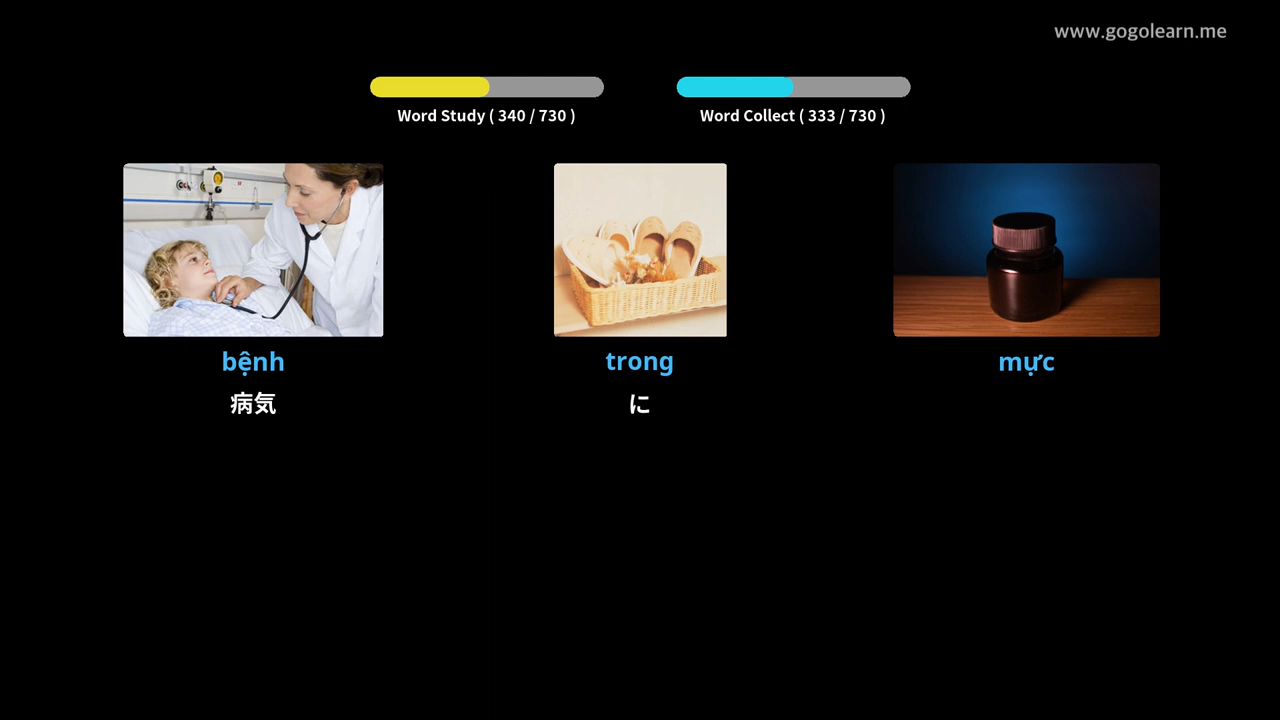 www.gogolearn.me
Word Study ( 340 / 730 )
Word Collect ( 333 / 730 )
bệnh
病気
trong
に
mực